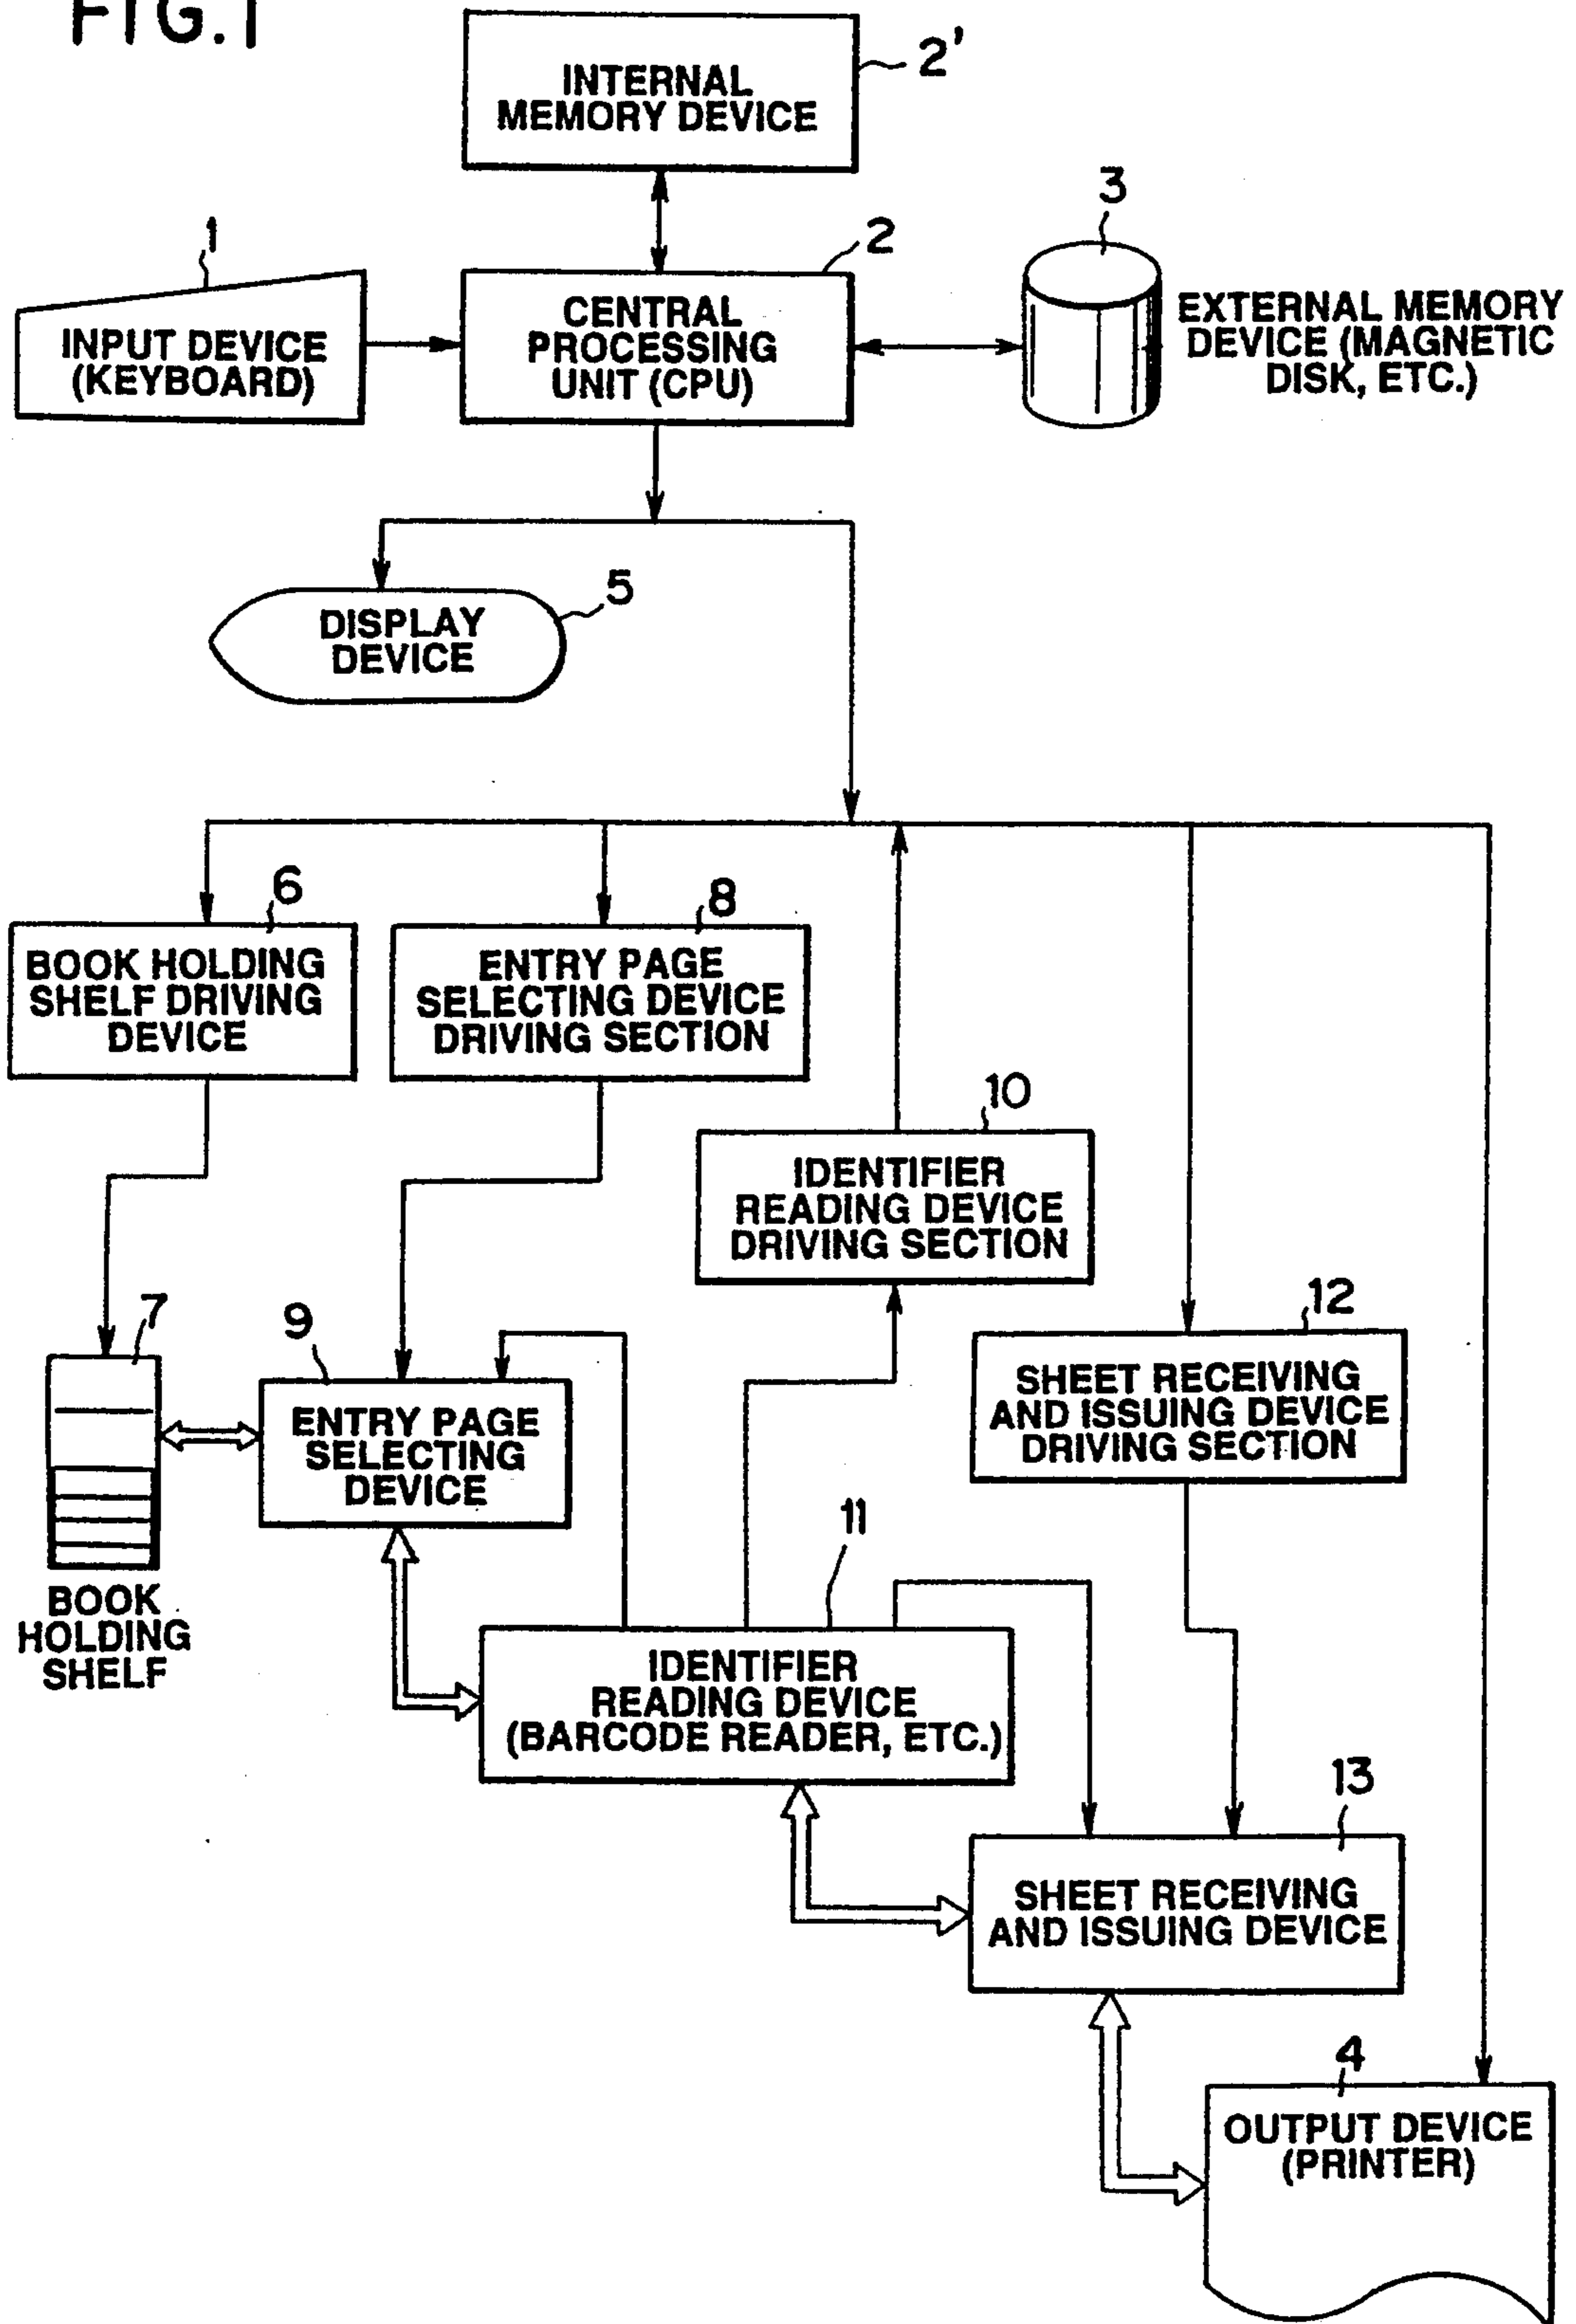 FIG.1
INTERNAL
MEMORY DEVICE
2'
3
1
2
INPUT DEVICE
(KEYBOARD)
CENTRAL
PROCESSING
UNIT (CPU)
EXTERNAL MEMORY
DEVICE (MAGNETIC
DISK, ETC.)
5
DISPLAY
DEVICE
6
8
BOOK HOLDING
SHELF DRIVING
DEVICE
ENTRY PAGE
SELECTING DEVICE
DRIVING SECTION
10
IDENTIFIER
READING DEVICE
DRIVING SECTION
7
9
12
ENTRY PAGE
SELECTING
DEVICE
SHEET RECEIVING
AND ISSUING DEVICE
DRIVING SECTION
11
BOOK
HOLDING
SHELF
IDENTIFIER
READING DEVICE
(BARCODE READER, ETC.)
13
SHEET RECEIVING
AND ISSUING DEVICE
4
OUTPUT DEVICE
(PRINTER)